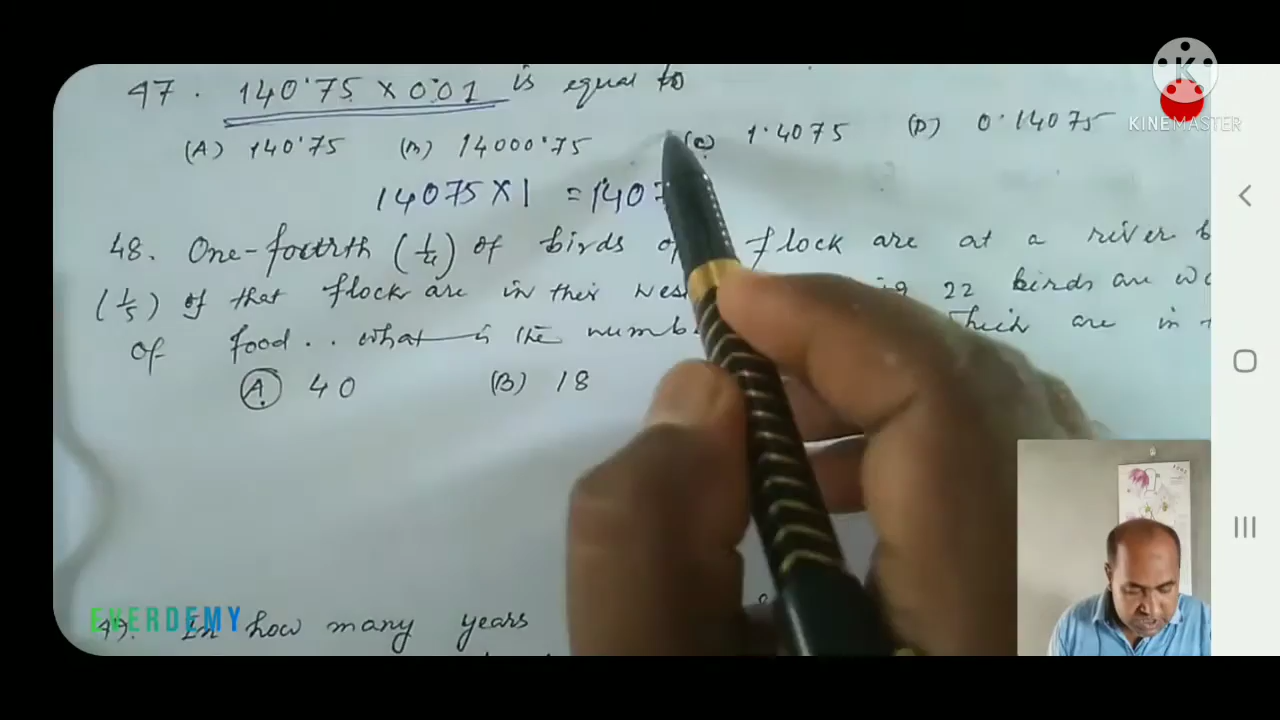 47. 140.75 × 0.01 is equal to
(A) 140.75 (B) 14000.75 (C) 1.4075 (D) 0.14075
14075 × 1 = 1407
48. One-fourth (1/4) of birds flock are at a river
(1/5) of that flock are in their 22 birds are
of food.. what is the which are in
(A) 40 (B) 18
49. In how many years
KINEMASTER
EVERDEMY